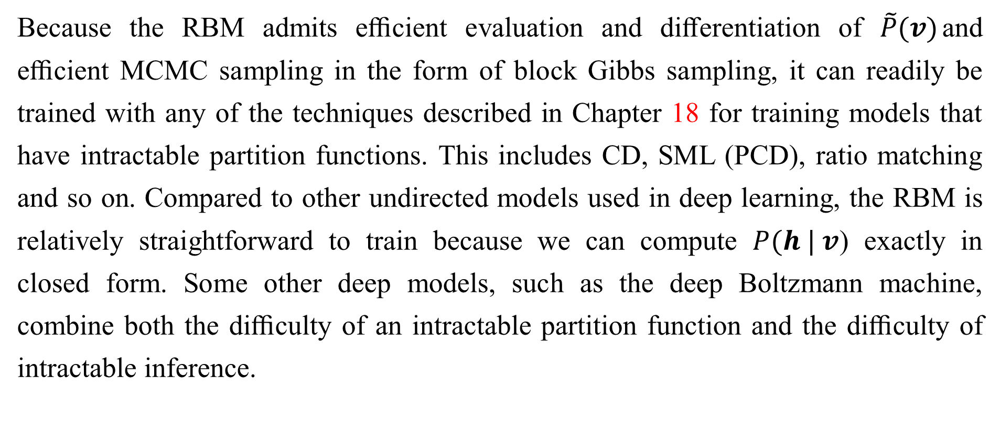 Because the RBM admits efficient evaluation and differentiation of P̃(v) and
efficient MCMC sampling in the form of block Gibbs sampling, it can readily be
trained with any of the techniques described in Chapter 18 for training models that
have intractable partition functions. This includes CD, SML (PCD), ratio matching
and so on. Compared to other undirected models used in deep learning, the RBM is
relatively straightforward to train because we can compute P(h | v) exactly in
closed form. Some other deep models, such as the deep Boltzmann machine,
combine both the difficulty of an intractable partition function and the difficulty of
intractable inference.